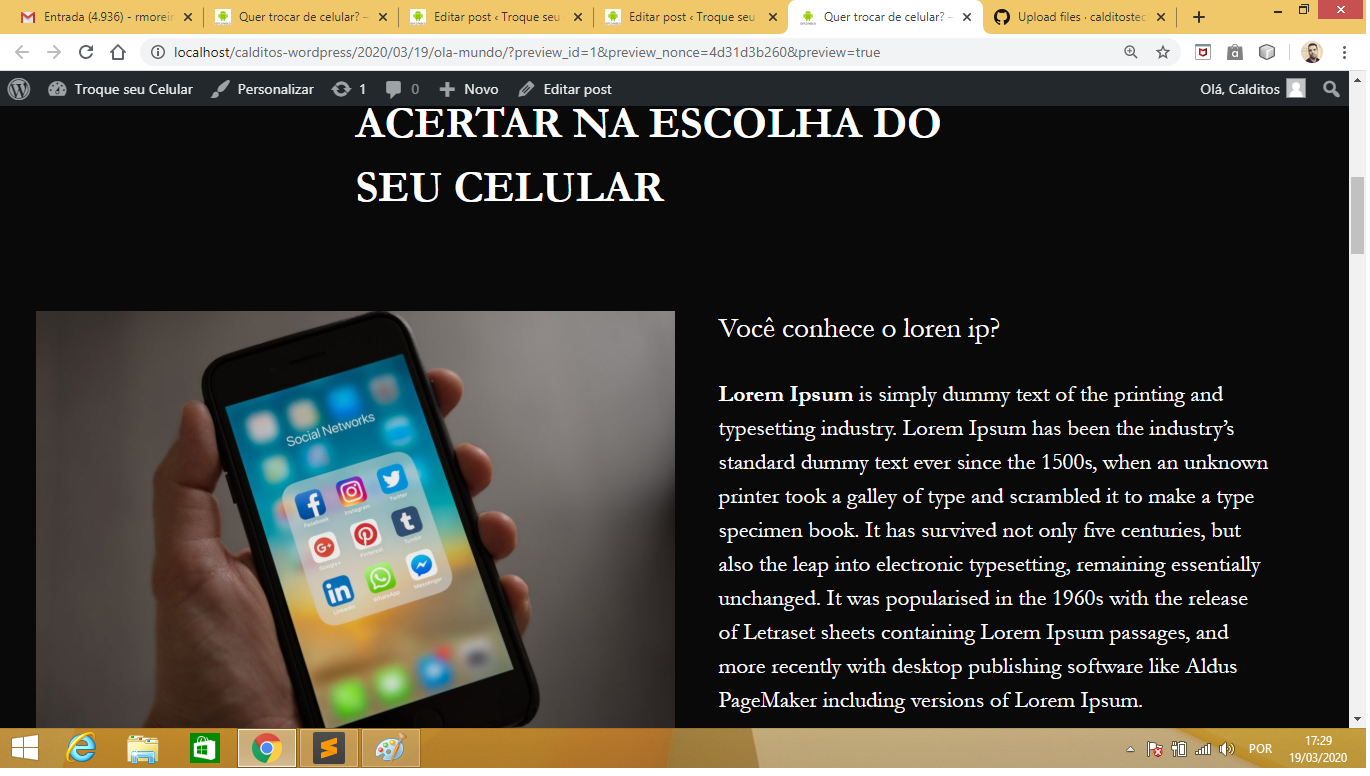 Entrada (4.936) - rmorei
Quer trocar de celular? –
Editar post ‹ Troque seu
Editar post ‹ Troque seu
Quer trocar de celular? –
Upload files · calditostec
localhost/calditos-wordpress/2020/03/19/ola-mundo/?preview_id=1&preview_nonce=4d31d3b260&preview=true
Troque seu Celular
Personalizar
1
0
Novo
Editar post
Olá, Calditos
ACERTAR NA ESCOLHA DO
SEU CELULAR
Social Networks
Facebook
Instagram
Twitter
Google+
Pinterest
Tumblr
LinkedIn
WhatsApp
Messenger
Você conhece o loren ip?
Lorem Ipsum is simply dummy text of the printing and
typesetting industry. Lorem Ipsum has been the industry’s
standard dummy text ever since the 1500s, when an unknown
printer took a galley of type and scrambled it to make a type
specimen book. It has survived not only five centuries, but
also the leap into electronic typesetting, remaining essentially
unchanged. It was popularised in the 1960s with the release
of Letraset sheets containing Lorem Ipsum passages, and
more recently with desktop publishing software like Aldus
PageMaker including versions of Lorem Ipsum.
POR
17:29
19/03/2020